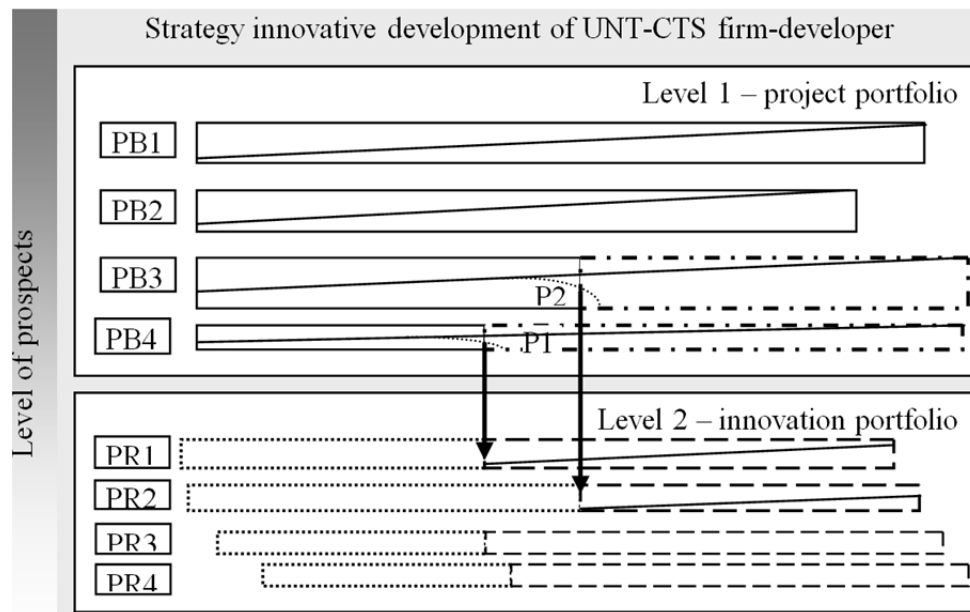 Strategy innovative development of UNT-CTS firm-developer
Level of prospects
Level 1 – project portfolio
PB1
PB2
PB3
P2
PB4
P1
Level 2 – innovation portfolio
PR1
PR2
PR3
PR4